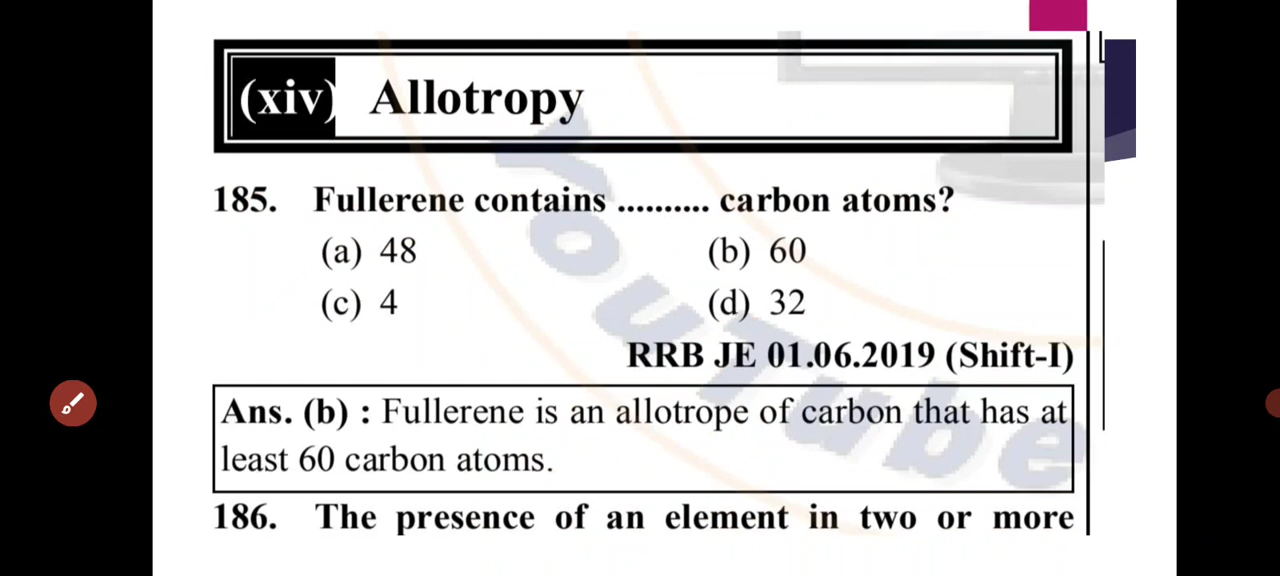 (xiv) Allotropy
185. Fullerene contains .......... carbon atoms?
(a) 48 (b) 60
(c) 4 (d) 32
RRB JE 01.06.2019 (Shift-I)
Ans. (b) : Fullerene is an allotrope of carbon that has at
least 60 carbon atoms.
186. The presence of an element in two or more
YouTube